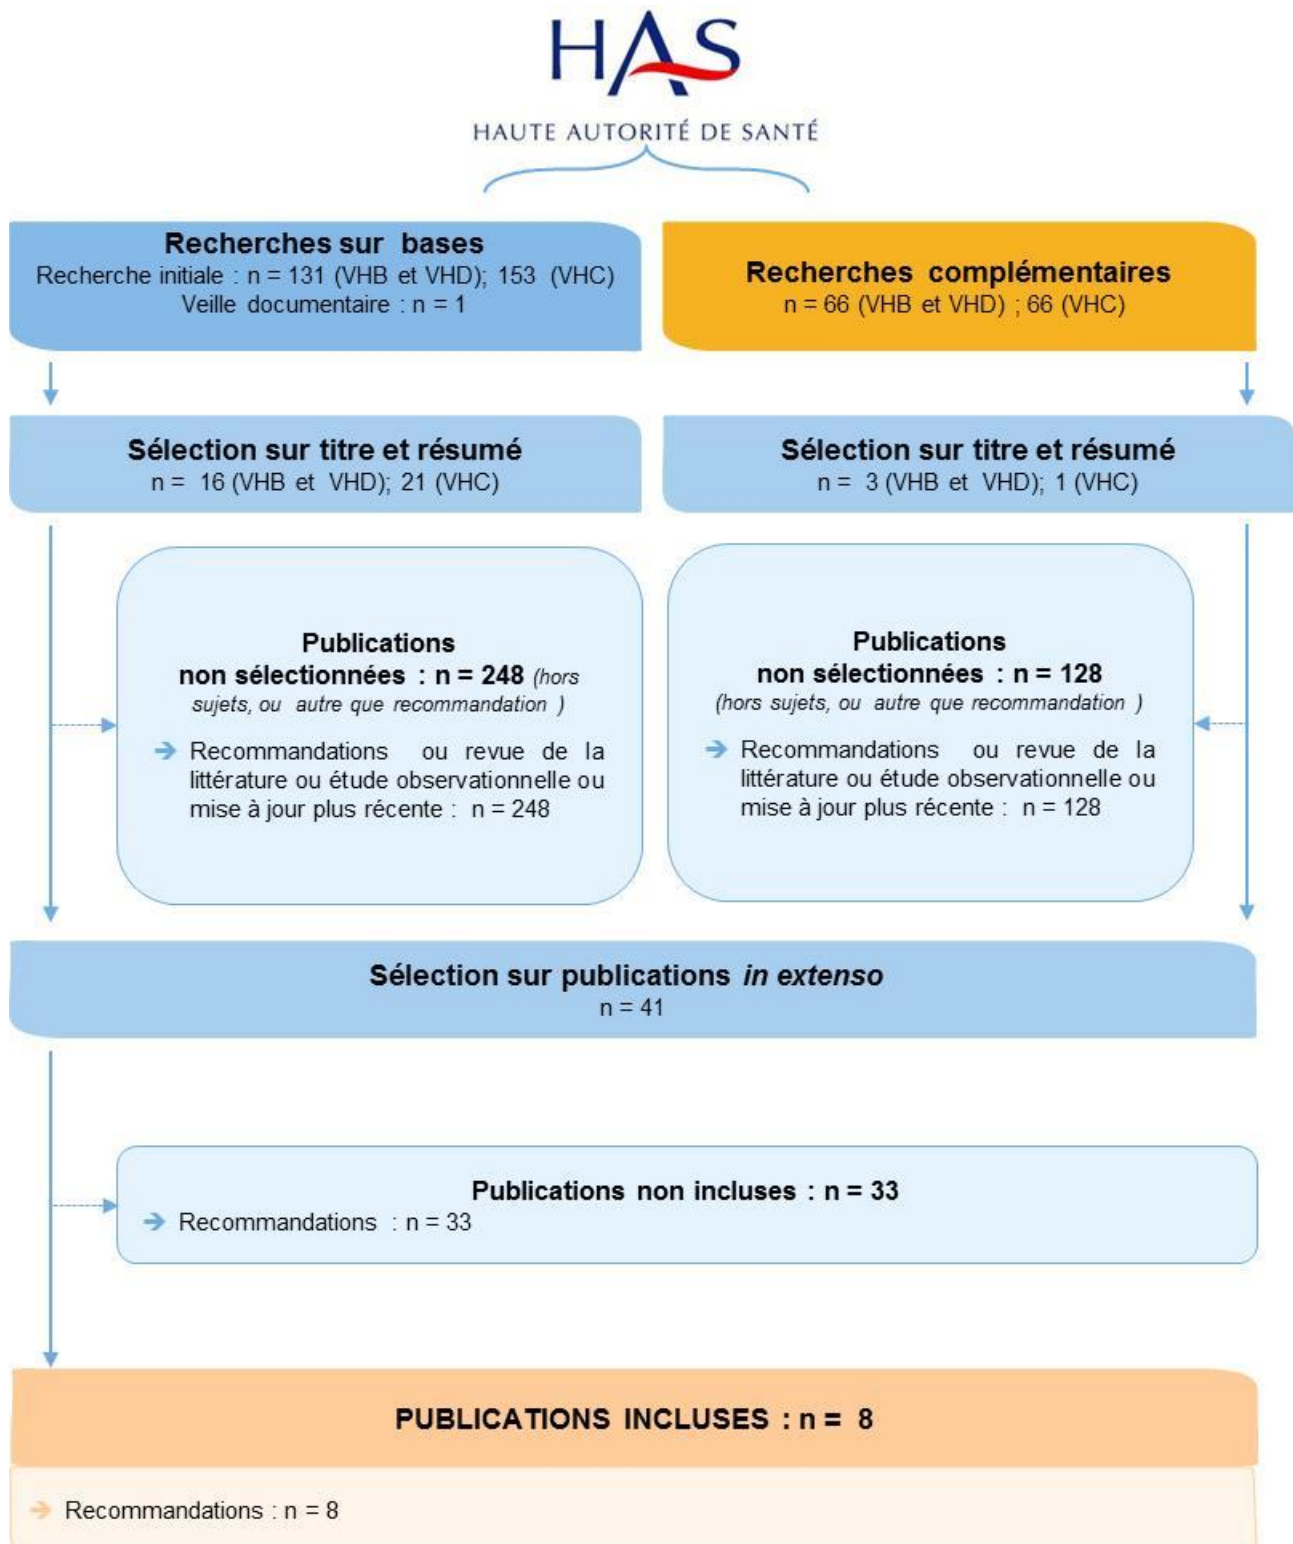 HAS
HAUTE AUTORITÉ DE SANTÉ
Recherches sur bases
Recherche initiale : n = 131 (VHB et VHD); 153 (VHC)
Veille documentaire : n = 1
Recherches complémentaires
n = 66 (VHB et VHD) ; 66 (VHC)
Sélection sur titre et résumé
n = 16 (VHB et VHD); 21 (VHC)
Sélection sur titre et résumé
n = 3 (VHB et VHD); 1 (VHC)
Publications
non sélectionnées : n = 248 (hors
sujets, ou autre que recommandation )
→ Recommandations ou revue de la
littérature ou étude observationnelle ou
mise à jour plus récente : n = 248
Publications
non sélectionnées : n = 128
(hors sujets, ou autre que recommandation )
→ Recommandations ou revue de la
littérature ou étude observationnelle ou
mise à jour plus récente : n = 128
Sélection sur publications in extenso
n = 41
Publications non incluses : n = 33
→ Recommandations : n = 33
PUBLICATIONS INCLUSES : n = 8
→ Recommandations : n = 8